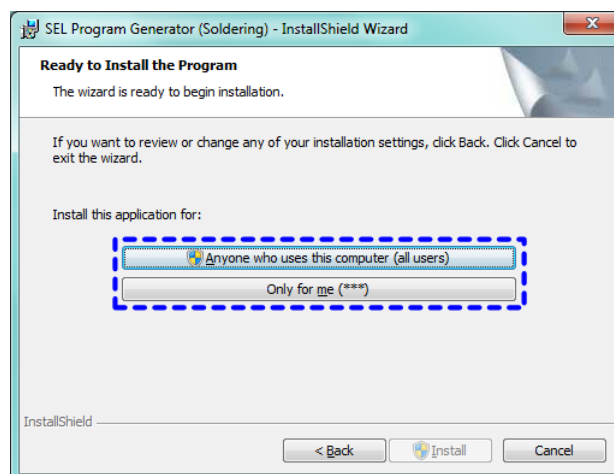 SEL Program Generator (Soldering) - InstallShield Wizard
Ready to Install the Program
The wizard is ready to begin installation.
If you want to review or change any of your installation settings, click Back. Click Cancel to
exit the wizard.
Install this application for:
Anyone who uses this computer (all users)
Only for me (***)
InstallShield
< Back
Install
Cancel